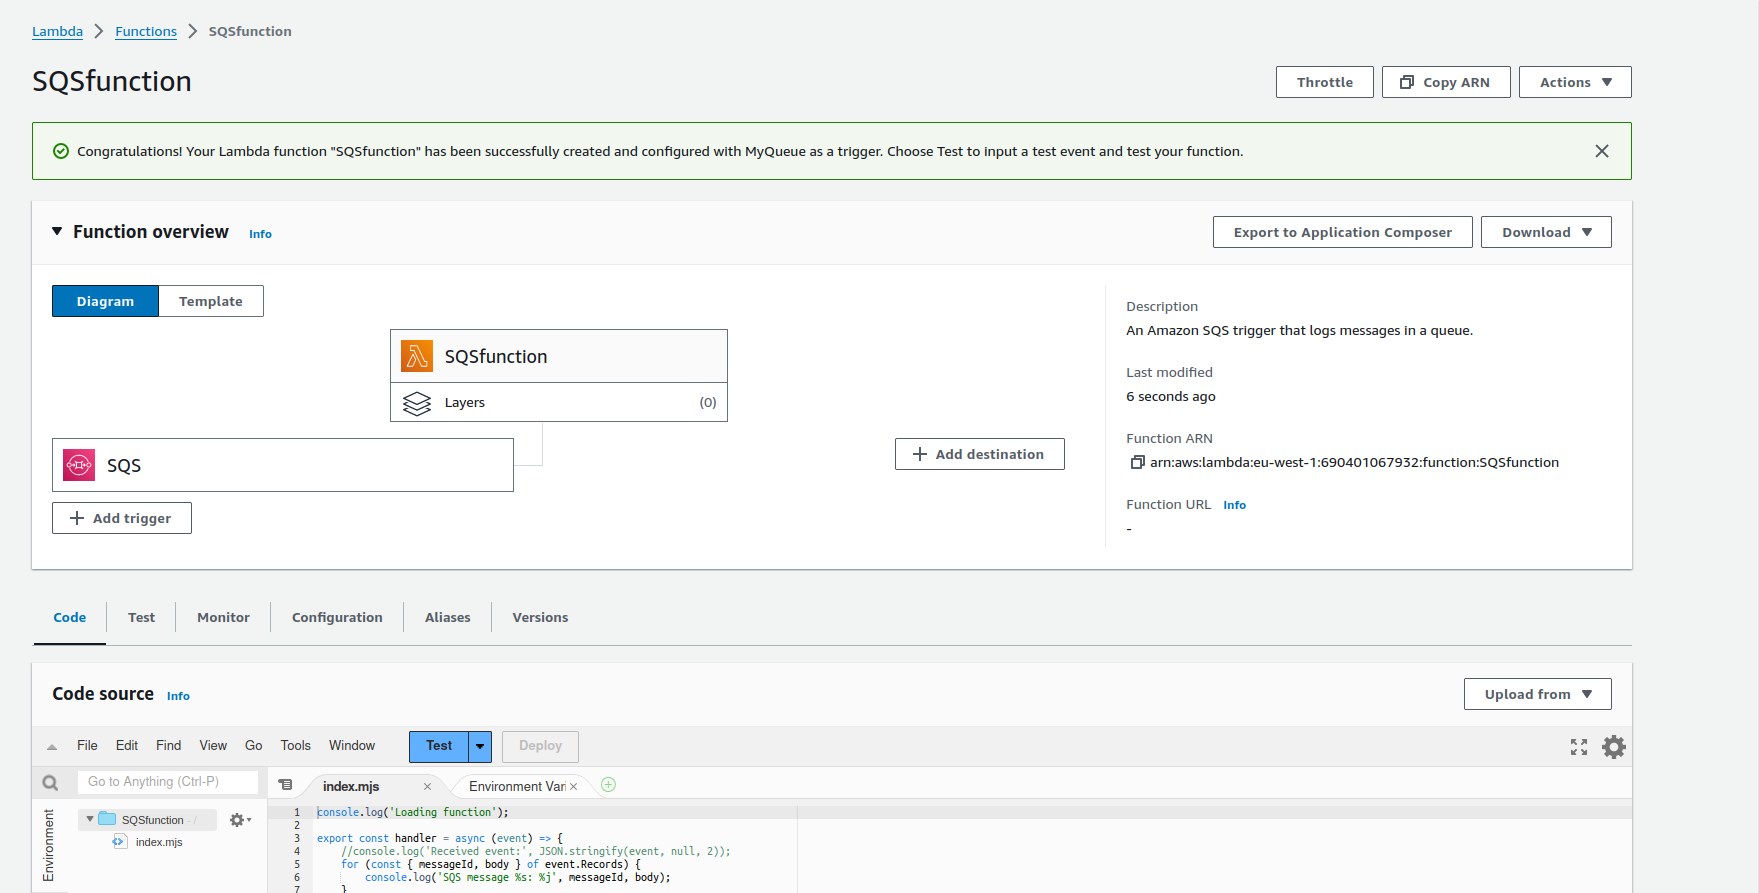 Lambda > Functions > SQSfunction
SQSfunction
Throttle
Copy ARN
Actions
Congratulations! Your Lambda function "SQSfunction" has been successfully created and configured with MyQueue as a trigger. Choose Test to input a test event and test your function.
Function overview Info
Export to Application Composer
Download
Diagram
Template
SQSfunction
Layers (0)
SQS
Add trigger
Add destination
Description
An Amazon SQS trigger that logs messages in a queue.
Last modified
6 seconds ago
Function ARN
arn:aws:lambda:eu-west-1:690401067932:function:SQSfunction
Function URL Info
-
Code
Test
Monitor
Configuration
Aliases
Versions
Code source Info
Upload from
File Edit Find View Go Tools Window
Test
Deploy
Go to Anything (Ctrl-P)
index.mjs
Environment Vari
Environment
SQSfunction - /
index.mjs
1 console.log('Loading function');
2
3 export const handler = async (event) => {
4 //console.log('Received event:', JSON.stringify(event, null, 2));
5 for (const { messageId, body } of event.Records) {
6 console.log('SQS message %s: %j', messageId, body);
7 }